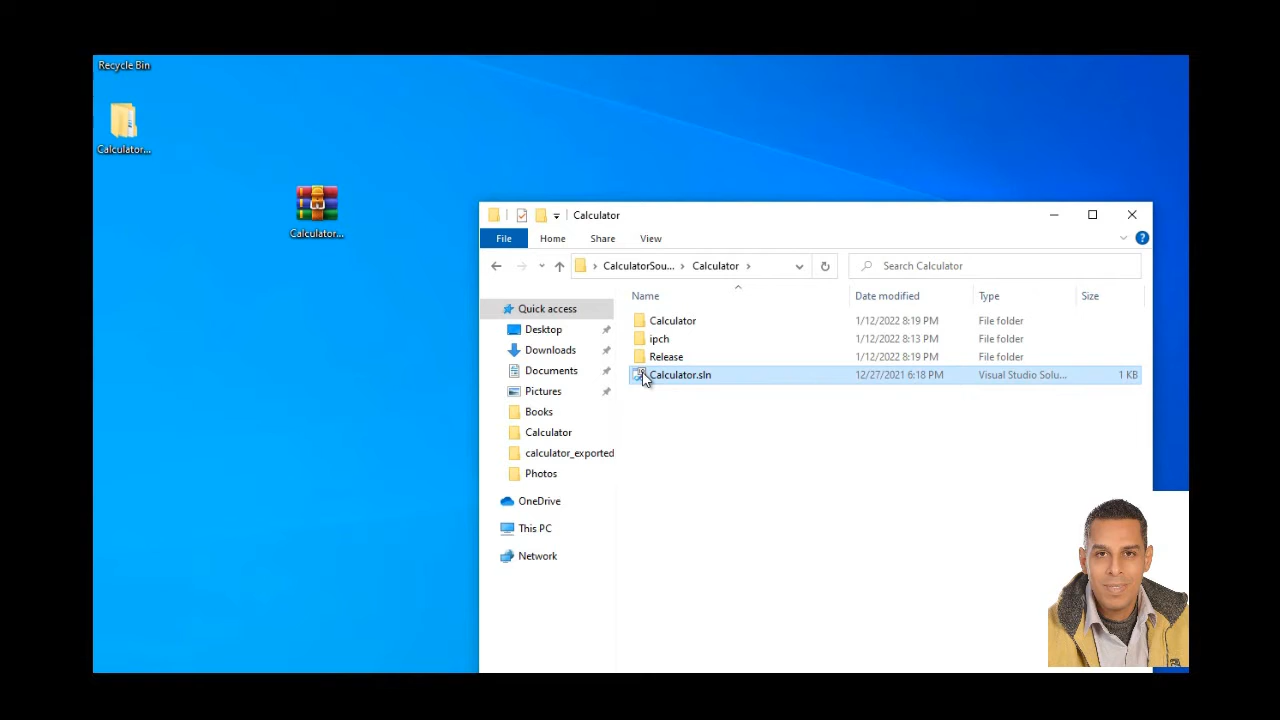 Recycle Bin
Calculator...
Calculator...
Calculator
File Home Share View
CalculatorSou... Calculator
Search Calculator
Name Date modified Type Size
Quick access
Desktop
Downloads
Documents
Pictures
Books
Calculator
calculator_exported
Photos
OneDrive
This PC
Network
Calculator 1/12/2022 8:19 PM File folder
ipch 1/12/2022 8:13 PM File folder
Release 1/12/2022 8:19 PM File folder
Calculator.sln 12/27/2021 6:18 PM Visual Studio Solu... 1 KB